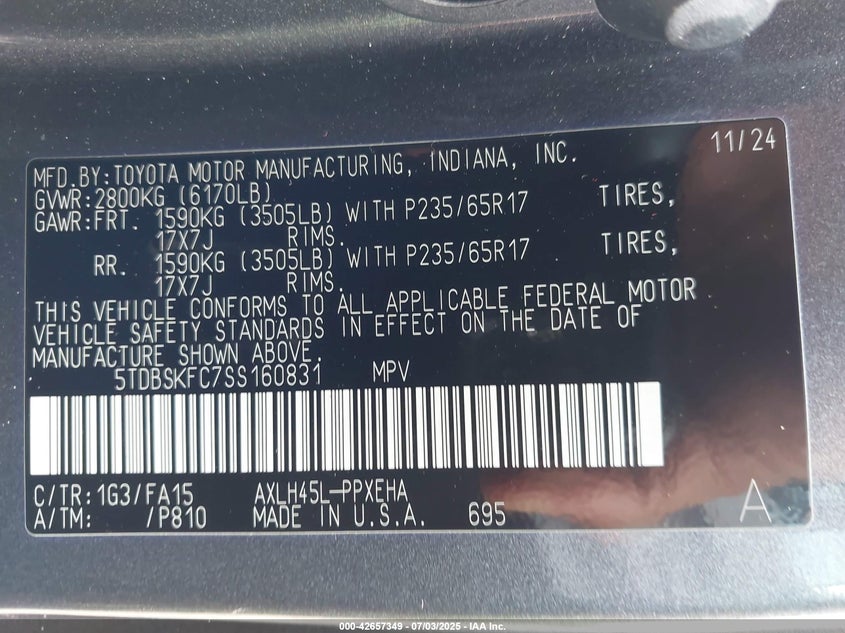 11/24
MFD.BY:TOYOTA MOTOR MANUFACTURING, INDIANA, INC.
GVWR:2800KG (6170LB)
GAWR:FRT. 1590KG (3505LB) WITH P235/65R17 TIRES,
17X7J RIMS.
RR. 1590KG (3505LB) WITH P235/65R17 TIRES,
17X7J RIMS.
THIS VEHICLE CONFORMS TO ALL APPLICABLE FEDERAL MOTOR
VEHICLE SAFETY STANDARDS IN EFFECT ON THE DATE OF
MANUFACTURE SHOWN ABOVE.
5TDBSKFC7SS160831 MPV
C/TR:1G3/FA15 AXLH45L-PPXEHA
A/TM: /P810 MADE IN U.S.A. 695 A
000-42657349 - 07/03/2025 - IAA Inc.